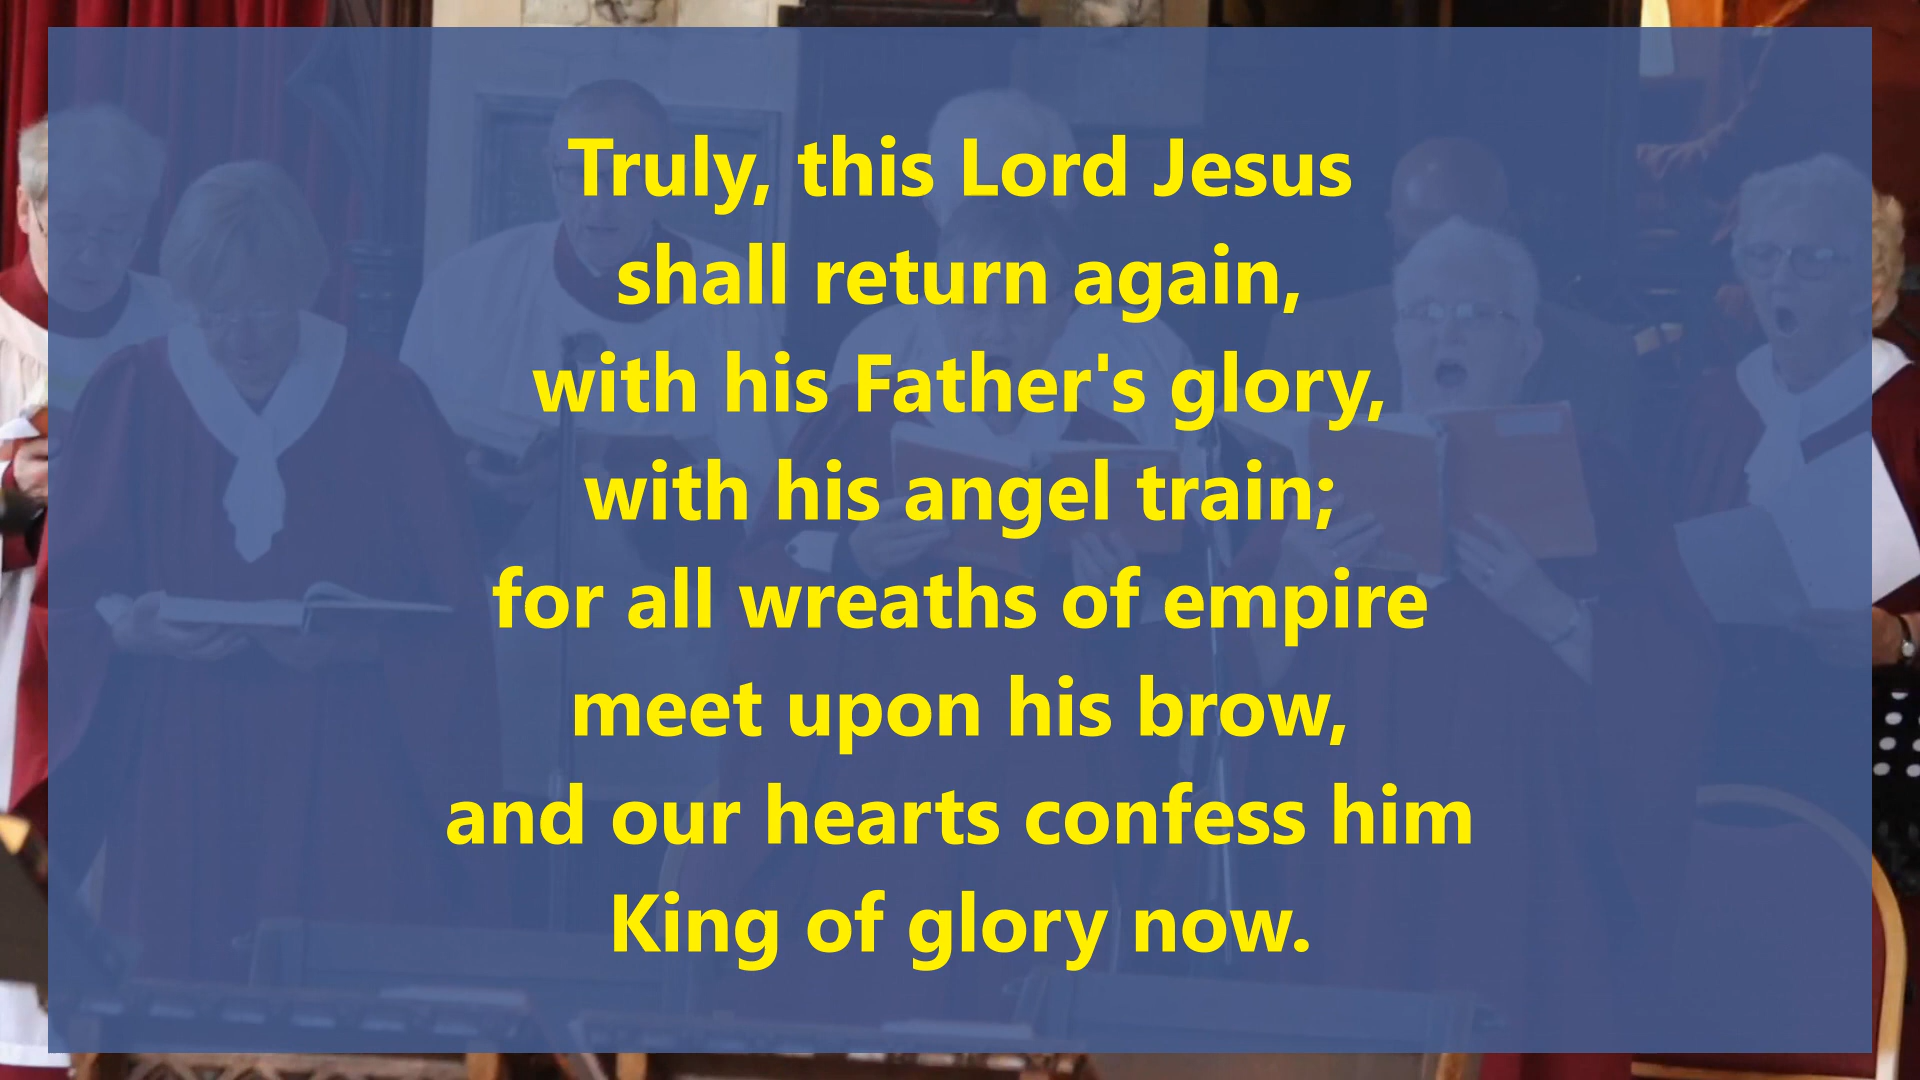 Truly, this Lord Jesus
shall return again,
with his Father's glory,
with his angel train;
for all wreaths of empire
meet upon his brow,
and our hearts confess him
King of glory now.